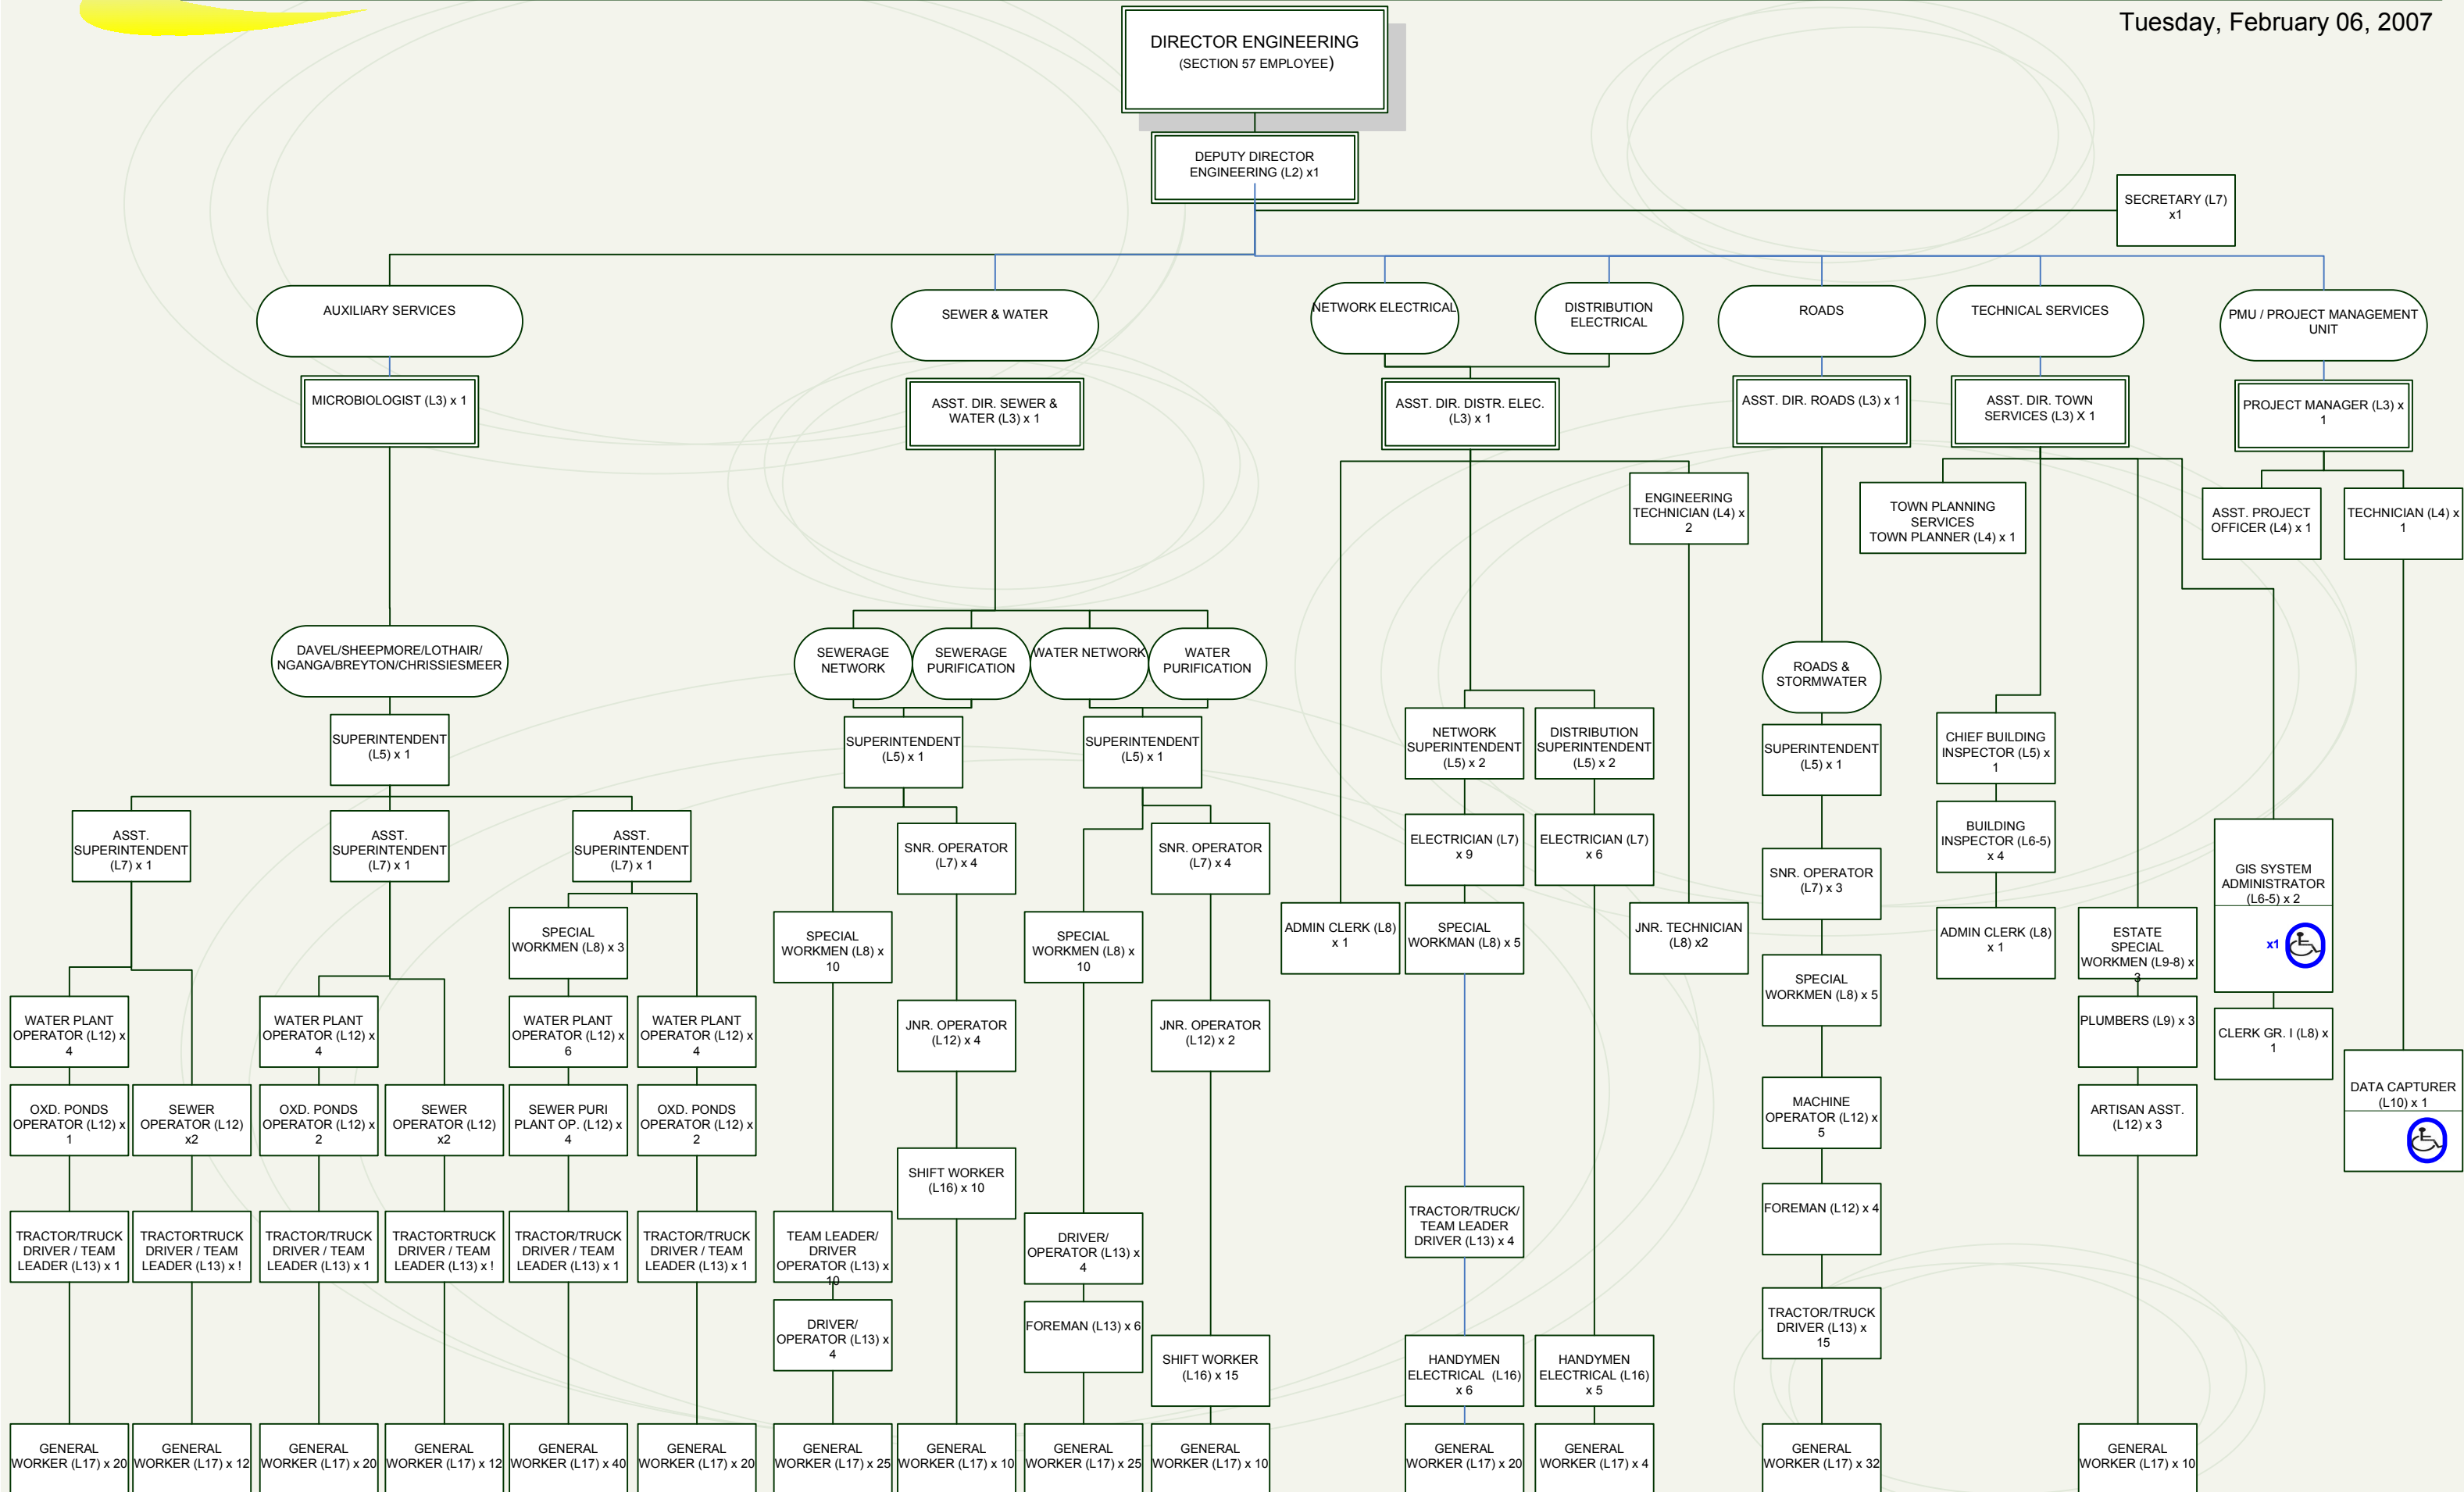 Tuesday, February 06, 2007
DIRECTOR ENGINEERING
(SECTION 57 EMPLOYEE)
DEPUTY DIRECTOR
ENGINEERING (L2) x1
SECRETARY (L7)
x1
AUXILIARY SERVICES
SEWER & WATER
NETWORK ELECTRICAL
DISTRIBUTION
ELECTRICAL
ROADS
TECHNICAL SERVICES
PMU / PROJECT MANAGEMENT
UNIT
MICROBIOLOGIST (L3) x 1
ASST. DIR. SEWER &
WATER (L3) x 1
ASST. DIR. DISTR. ELEC.
(L3) x 1
ASST. DIR. ROADS (L3) x 1
ASST. DIR. TOWN
SERVICES (L3) X 1
PROJECT MANAGER (L3) x
1
ENGINEERING
TECHNICIAN (L4) x
2
TOWN PLANNING
SERVICES
TOWN PLANNER (L4) x 1
ASST. PROJECT
OFFICER (L4) x 1
TECHNICIAN (L4) x
1
DAVEL/SHEEPMORE/LOTHAIR/
NGANGA/BREYTON/CHRISSIESMEER
SEWERAGE
NETWORK
SEWERAGE
PURIFICATION
WATER NETWORK
WATER
PURIFICATION
ROADS &
STORMWATER
SUPERINTENDENT
(L5) x 1
SUPERINTENDENT
(L5) x 1
SUPERINTENDENT
(L5) x 1
NETWORK
SUPERINTENDENT
(L5) x 2
DISTRIBUTION
SUPERINTENDENT
(L5) x 2
SUPERINTENDENT
(L5) x 1
CHIEF BUILDING
INSPECTOR (L5) x
1
ASST.
SUPERINTENDENT
(L7) x 1
ASST.
SUPERINTENDENT
(L7) x 1
ASST.
SUPERINTENDENT
(L7) x 1
SNR. OPERATOR
(L7) x 4
SNR. OPERATOR
(L7) x 4
ELECTRICIAN (L7)
x 9
ELECTRICIAN (L7)
x 6
SNR. OPERATOR
(L7) x 3
BUILDING
INSPECTOR (L6-5)
x 4
GIS SYSTEM
ADMINISTRATOR
(L6-5) x 2
x1
SPECIAL
WORKMEN (L8) x 3
SPECIAL
WORKMEN (L8) x
10
SPECIAL
WORKMEN (L8) x
10
ADMIN CLERK (L8)
x 1
SPECIAL
WORKMAN (L8) x 5
JNR. TECHNICIAN
(L8) x2
SPECIAL
WORKMEN (L8) x 5
ADMIN CLERK (L8)
x 1
ESTATE
SPECIAL
WORKMEN (L9-8) x
3
WATER PLANT
OPERATOR (L12) x
4
WATER PLANT
OPERATOR (L12) x
4
WATER PLANT
OPERATOR (L12) x
6
WATER PLANT
OPERATOR (L12) x
4
JNR. OPERATOR
(L12) x 4
JNR. OPERATOR
(L12) x 2
PLUMBERS (L9) x 3
CLERK GR. I (L8) x
1
OXD. PONDS
OPERATOR (L12) x
1
SEWER
OPERATOR (L12)
x2
OXD. PONDS
OPERATOR (L12) x
2
SEWER
OPERATOR (L12)
x2
SEWER PURI
PLANT OP. (L12) x
4
OXD. PONDS
OPERATOR (L12) x
2
MACHINE
OPERATOR (L12) x
5
ARTISAN ASST.
(L12) x 3
DATA CAPTURER
(L10) x 1
SHIFT WORKER
(L16) x 10
TRACTOR/TRUCK
DRIVER / TEAM
LEADER (L13) x 1
TRACTORTRUCK
DRIVER / TEAM
LEADER (L13) x !
TRACTOR/TRUCK
DRIVER / TEAM
LEADER (L13) x 1
TRACTORTRUCK
DRIVER / TEAM
LEADER (L13) x !
TRACTOR/TRUCK
DRIVER / TEAM
LEADER (L13) x 1
TRACTOR/TRUCK
DRIVER / TEAM
LEADER (L13) x 1
TEAM LEADER/
DRIVER
OPERATOR (L13) x
10
DRIVER/
OPERATOR (L13) x
4
TRACTOR/TRUCK/
TEAM LEADER
DRIVER (L13) x 4
FOREMAN (L12) x 4
DRIVER/
OPERATOR (L13) x
4
FOREMAN (L13) x 6
SHIFT WORKER
(L16) x 15
HANDYMEN
ELECTRICAL (L16)
x 6
HANDYMEN
ELECTRICAL (L16)
x 5
TRACTOR/TRUCK
DRIVER (L13) x
15
GENERAL
WORKER (L17) x 20
GENERAL
WORKER (L17) x 12
GENERAL
WORKER (L17) x 20
GENERAL
WORKER (L17) x 12
GENERAL
WORKER (L17) x 40
GENERAL
WORKER (L17) x 20
GENERAL
WORKER (L17) x 25
GENERAL
WORKER (L17) x 10
GENERAL
WORKER (L17) x 25
GENERAL
WORKER (L17) x 10
GENERAL
WORKER (L17) x 20
GENERAL
WORKER (L17) x 4
GENERAL
WORKER (L17) x 32
GENERAL
WORKER (L17) x 10